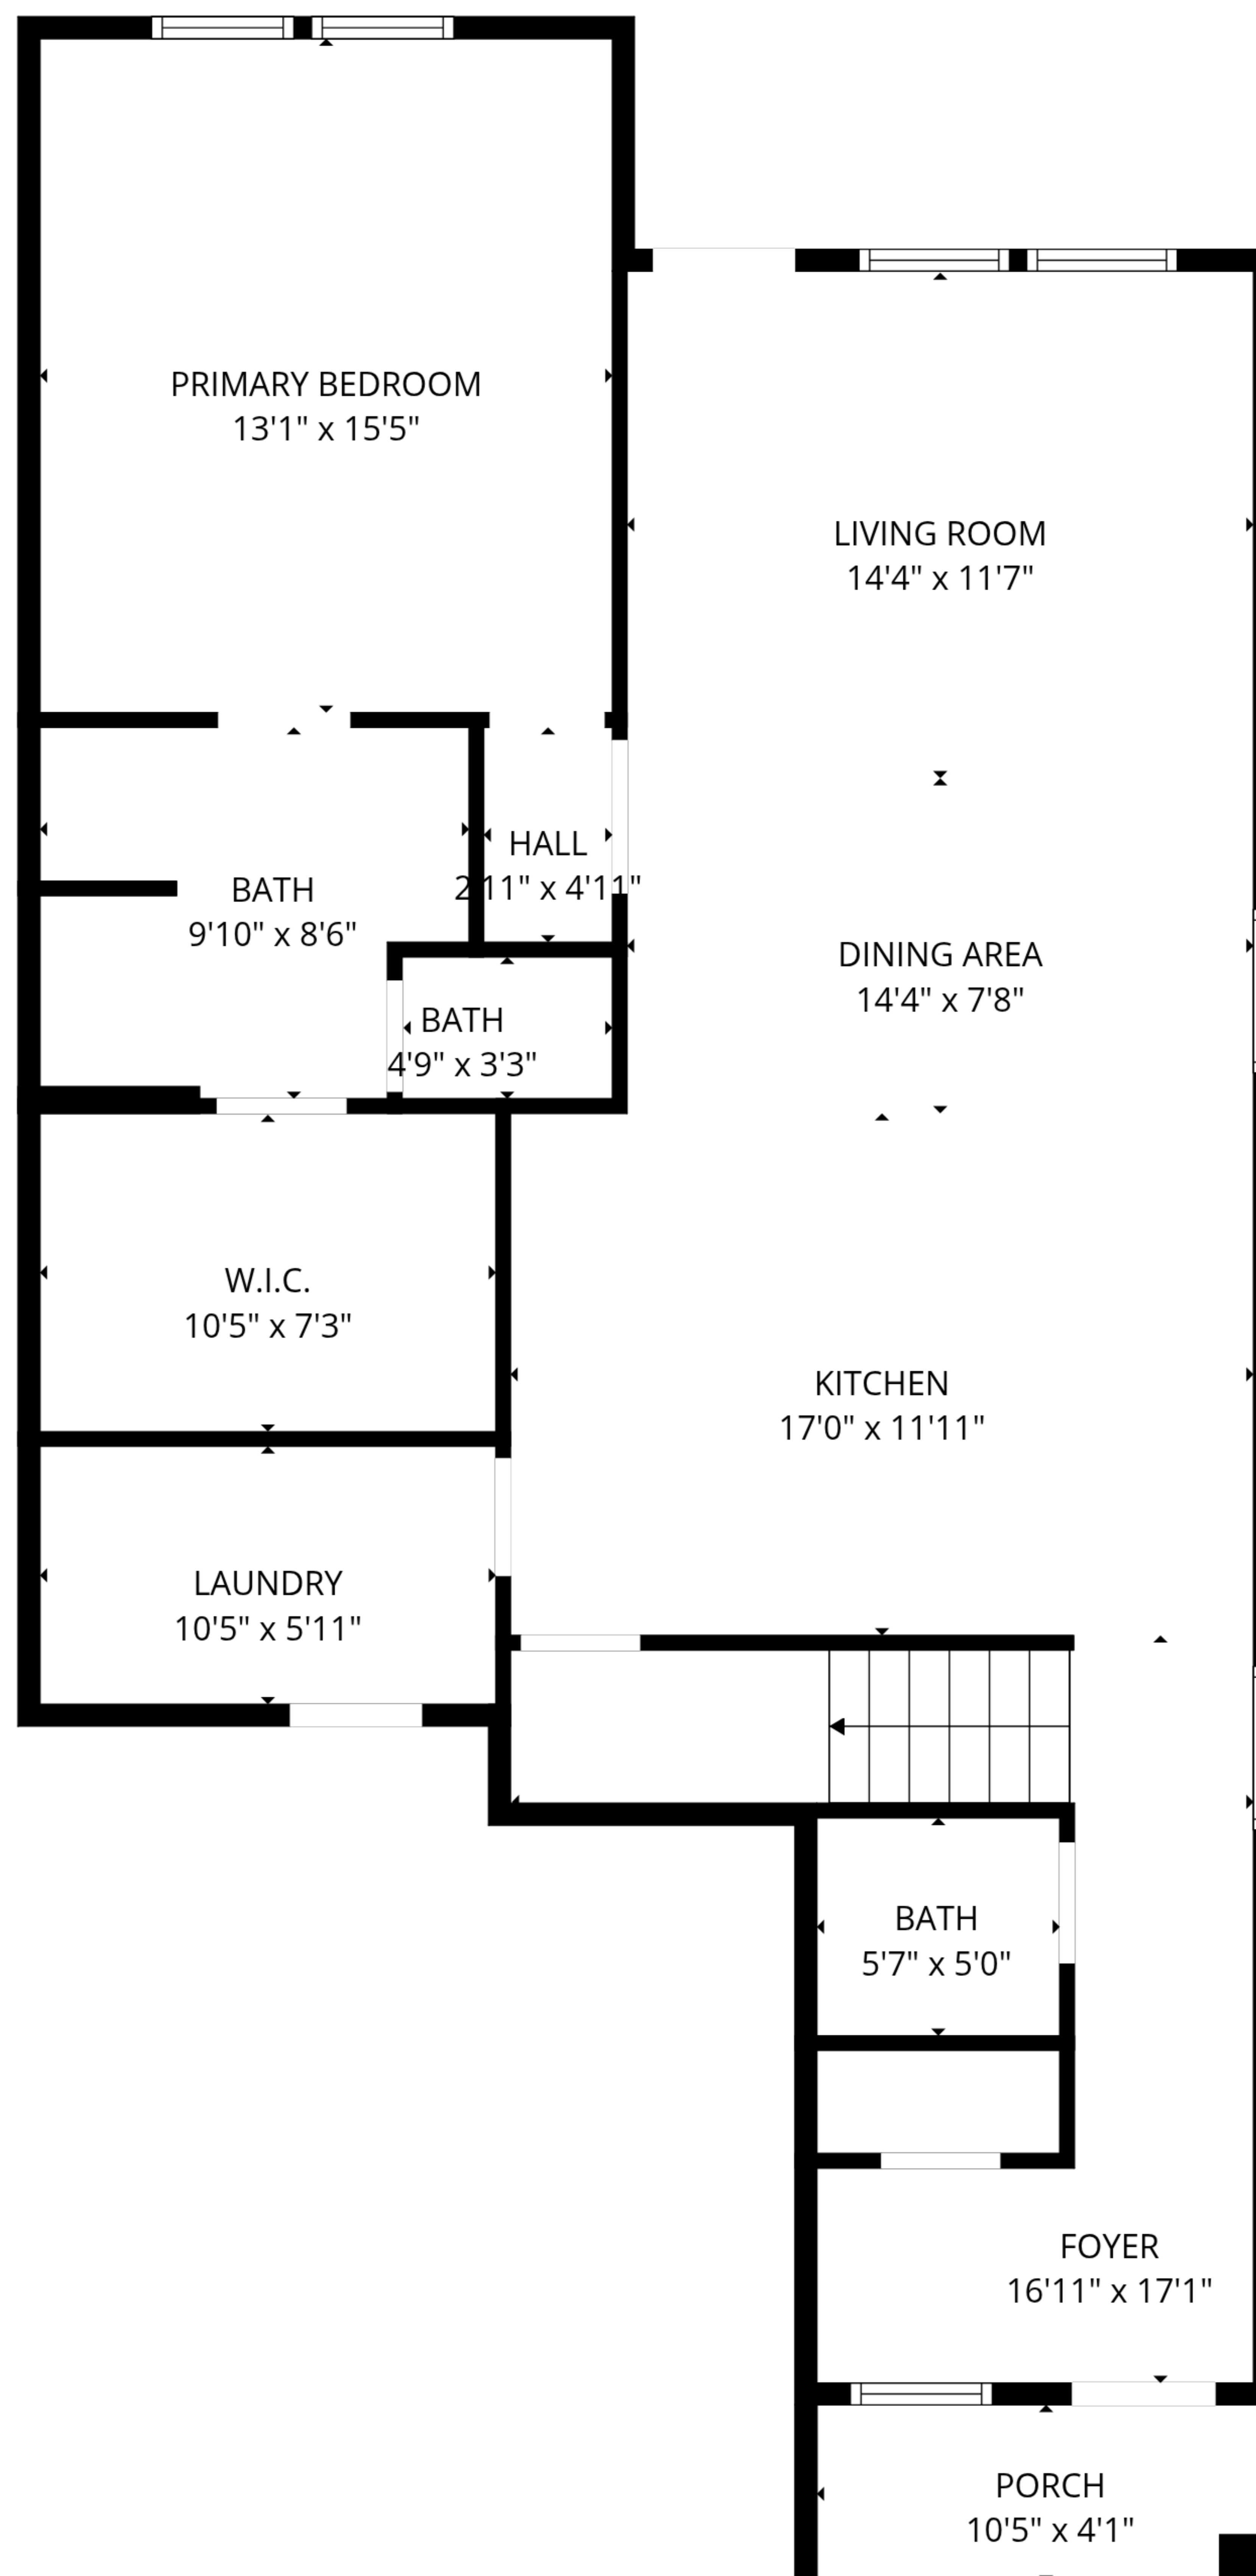 PRIMARY BEDROOM
13'1" x 15'5"
LIVING ROOM
14'4" x 11'7"
HALL
2'11" x 4'11"
BATH
9'10" x 8'6"
DINING AREA
14'4" x 7'8"
BATH
4'9" x 3'3"
W.I.C.
10'5" x 7'3"
KITCHEN
17'0" x 11'11"
LAUNDRY
10'5" x 5'11"
BATH
5'7" x 5'0"
FOYER
16'11" x 17'1"
PORCH
10'5" x 4'1"